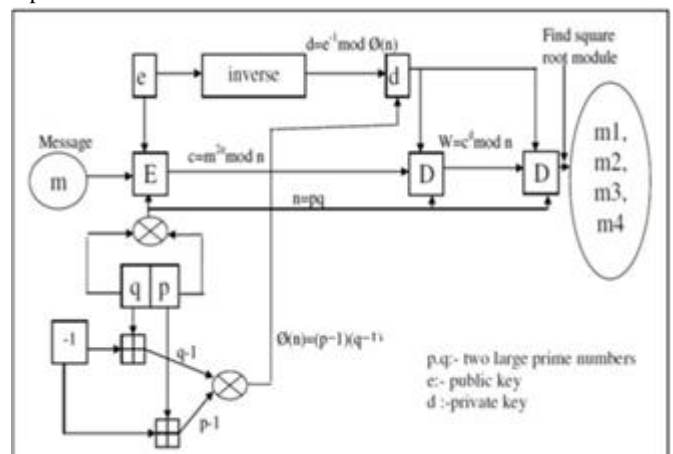 d=e⁻¹mod Ø(n)
Find square
root module
e
inverse
d
Message
m
E
c=m²ᵉmod n
W=cᵈmod n
D
D
m1,
m2,
m3,
m4
n=pq
q p
-1
q-1
p-1
Ø(n)=(p−1)(q−1)
p.q:- two large prime numbers
e:- public key
d :-private key